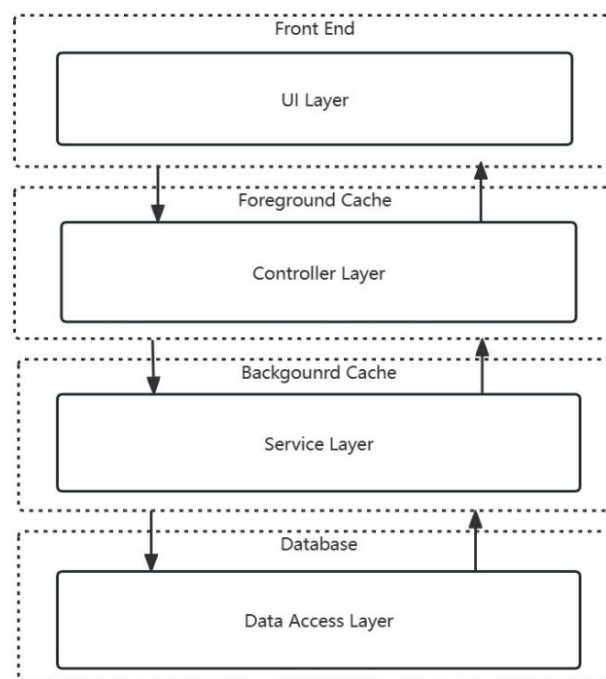 Front End
UI Layer
Foreground Cache
Controller Layer
Backgounrd Cache
Service Layer
Database
Data Access Layer